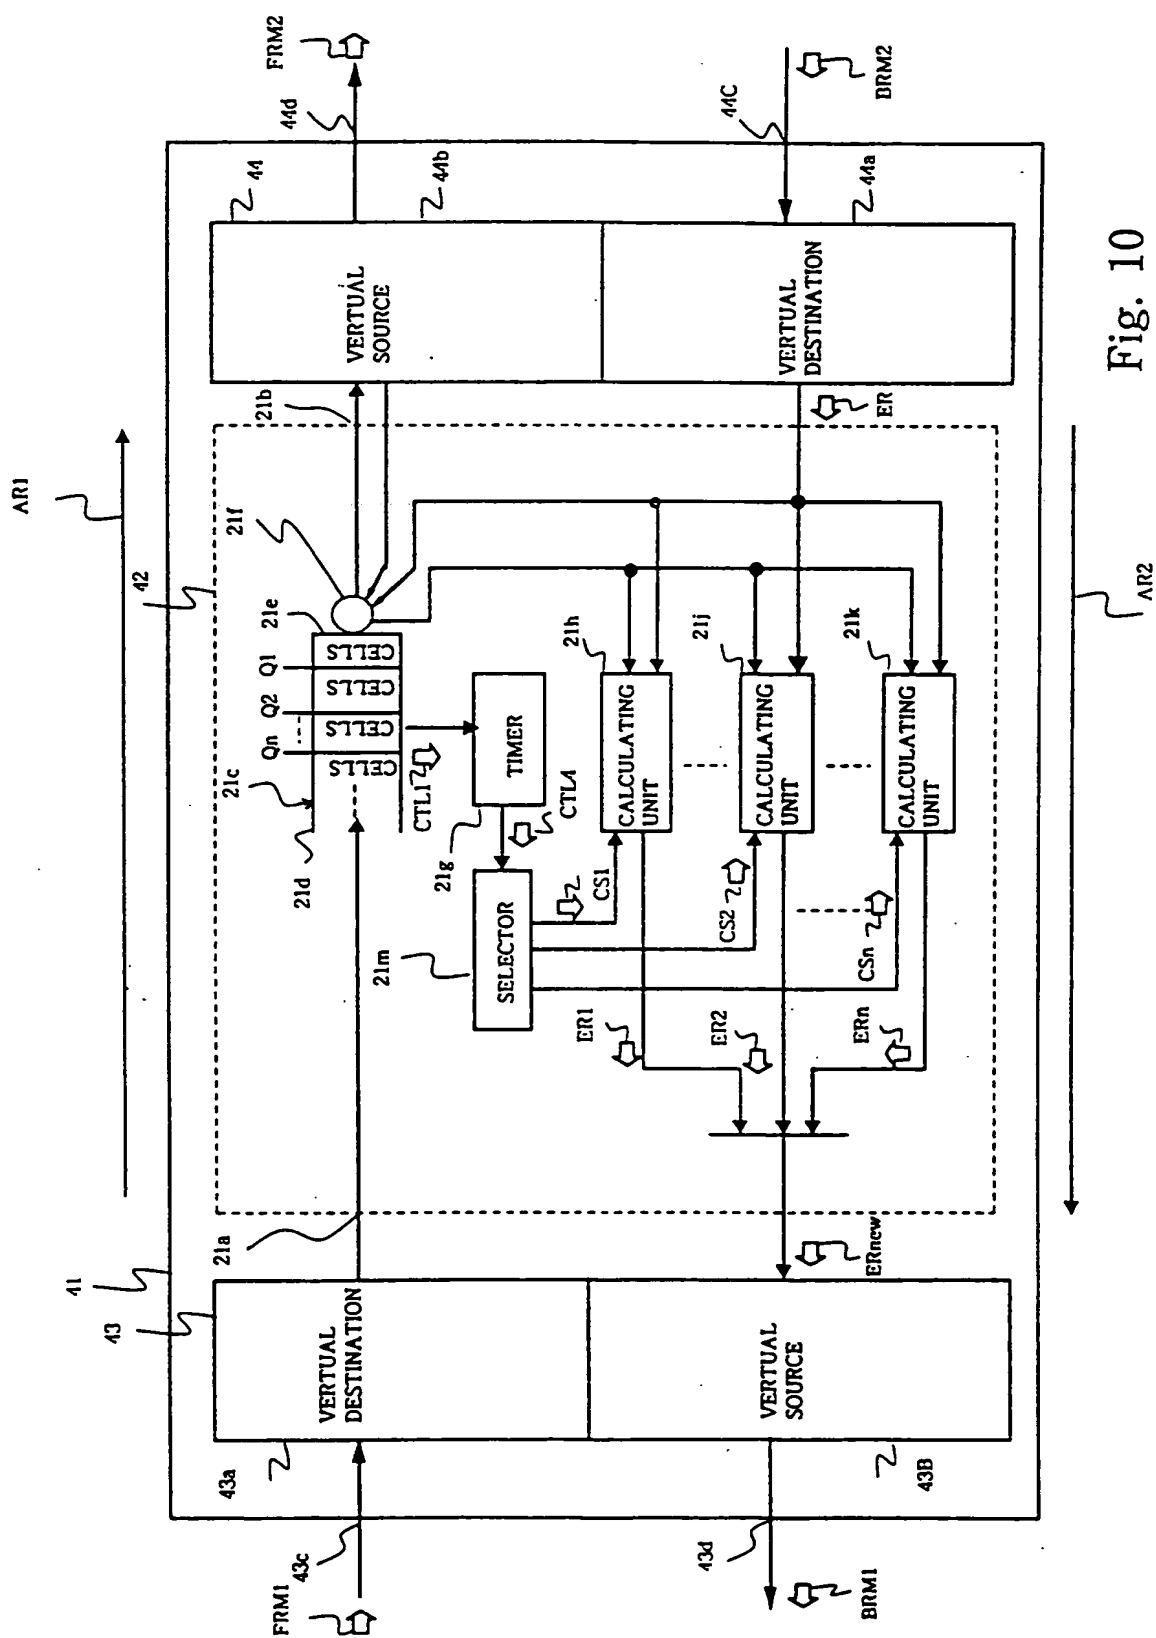 AR1
41
43
43a
VERTUAL
DESTINATION
43c
FRM1
21a
42
21c
21d
Qn
Q2
Q1
21e
21f
CELLS
CELLS
CELLS
CELLS
21b
44
VERTUAL
SOURCE
44b
44d
FRM2
CTL1
TIMER
21g
CTL4
SELECTOR
21m
CS1
CS2
CSn
21h
CALCULATING
UNIT
21j
CALCULATING
UNIT
21k
CALCULATING
UNIT
ER1
ER2
ERn
ER
VERTUAL
DESTINATION
44a
44C
BRM2
ERnew
VERTUAL
SOURCE
43B
43d
BRM1
AR2
Fig. 10